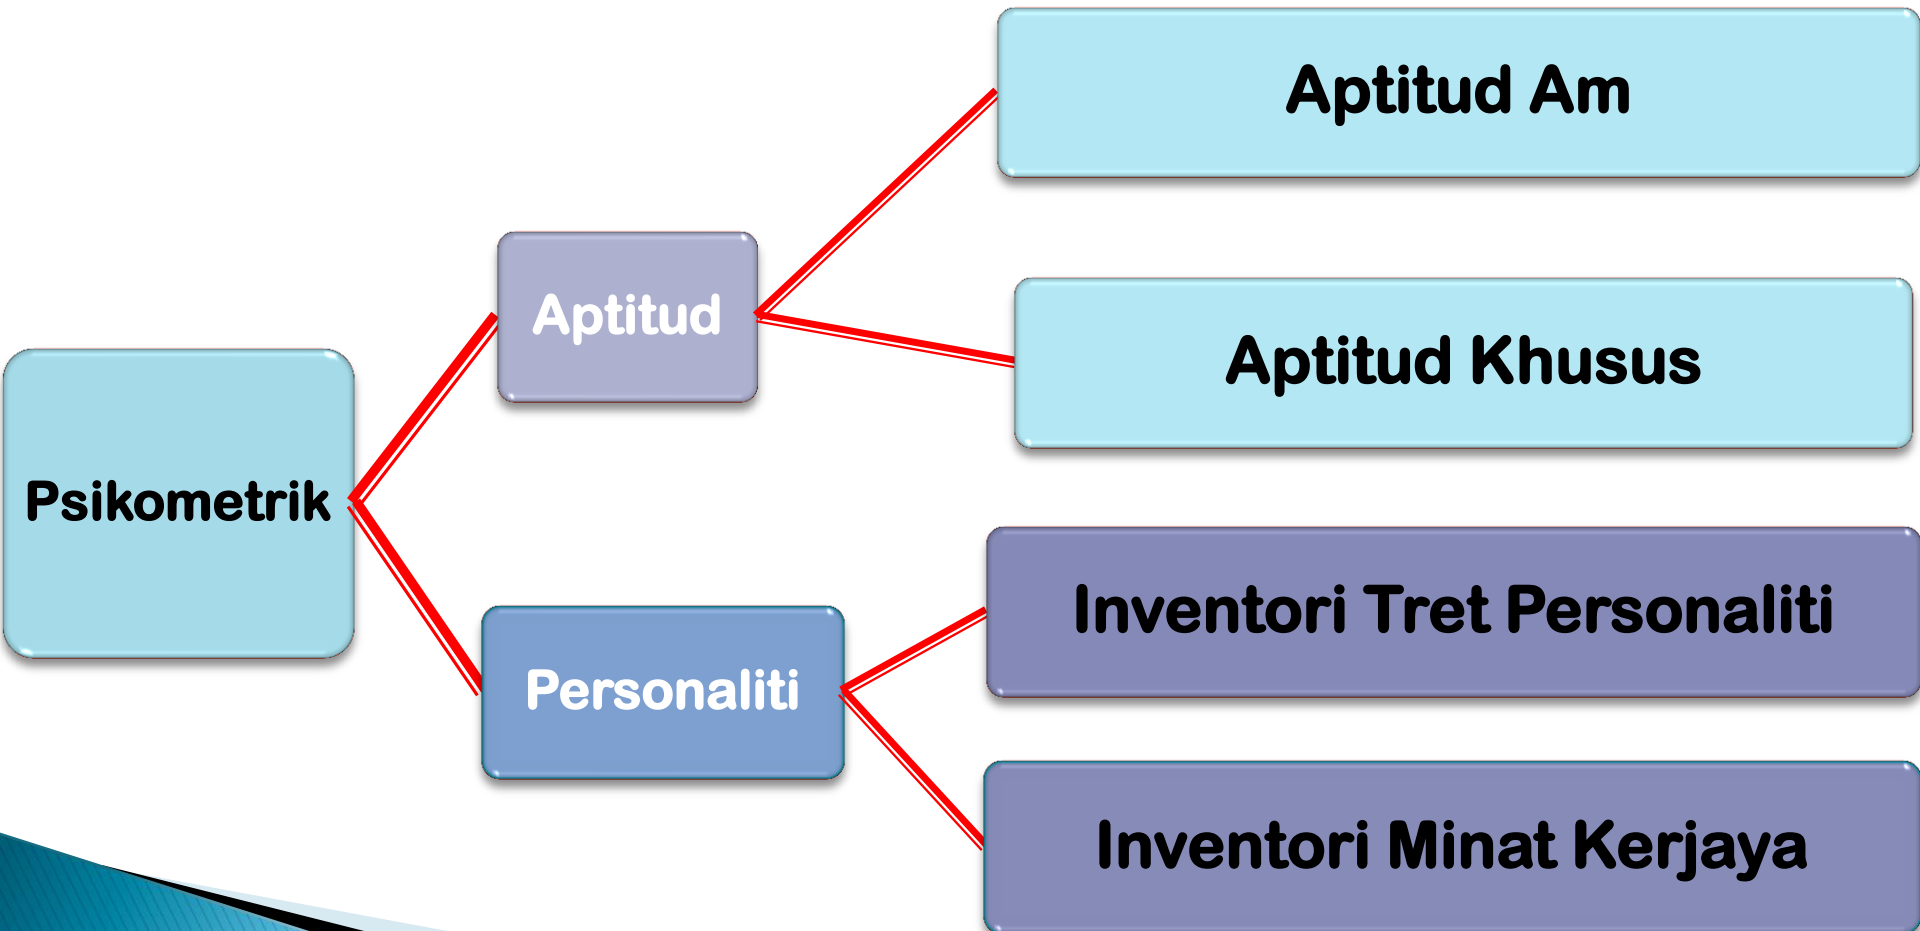 Psikometrik
Aptitud
Aptitud Am
Aptitud Khusus
Personaliti
Inventori Tret Personaliti
Inventori Minat Kerjaya